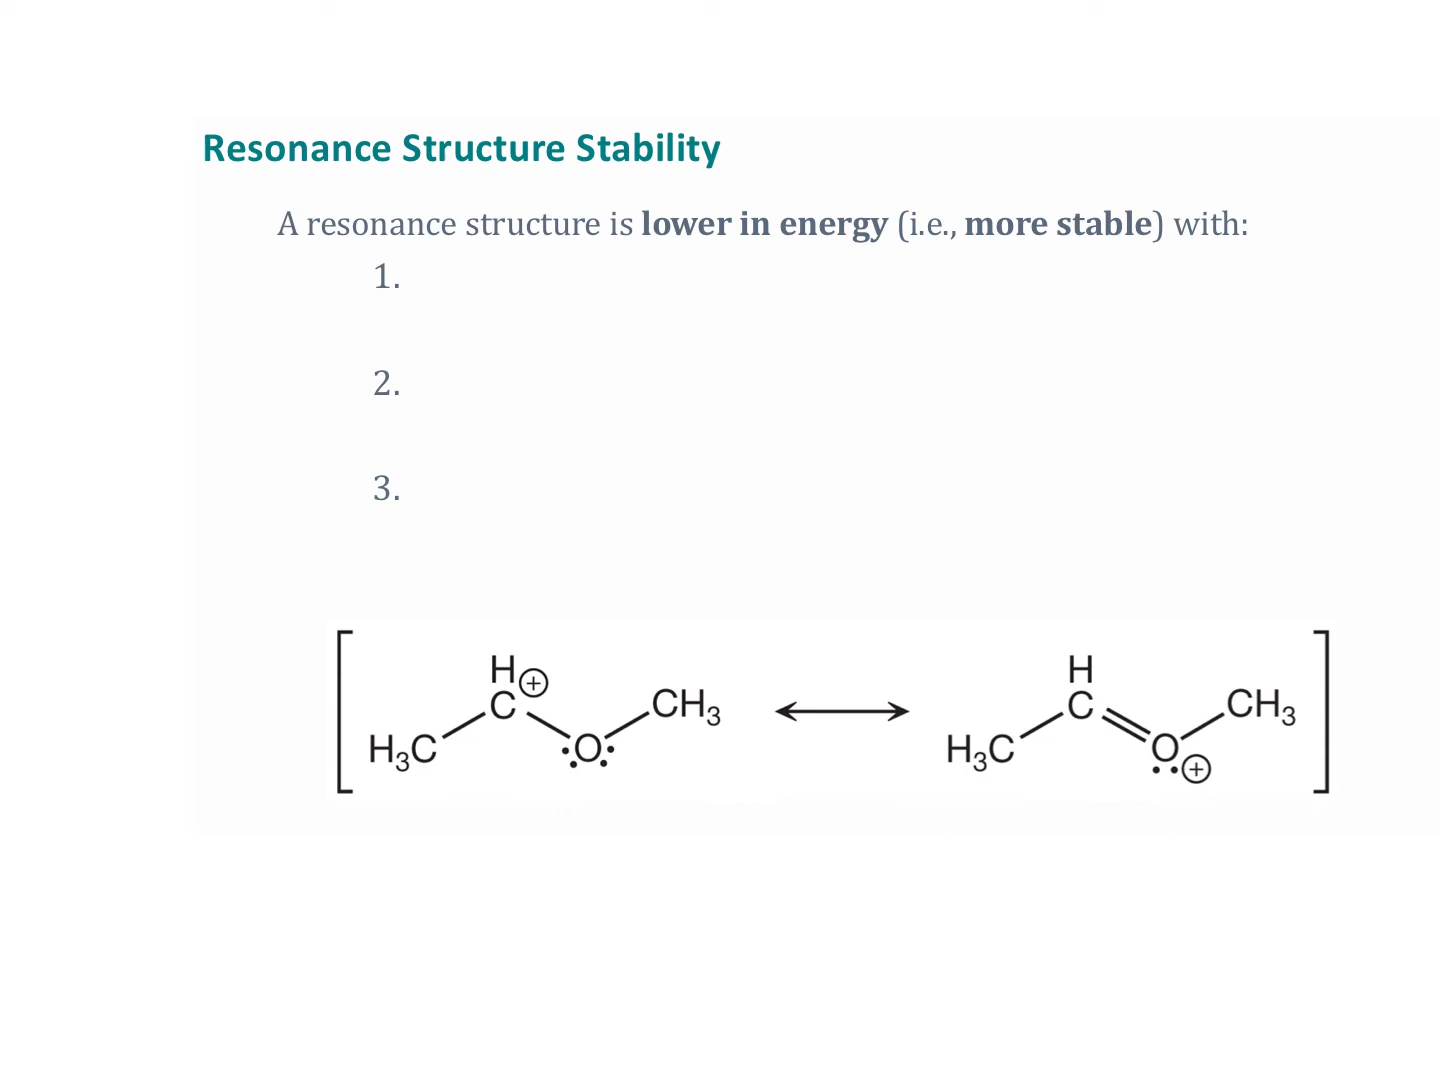 Resonance Structure Stability
A resonance structure is lower in energy (i.e., more stable) with:
1.
2.
3.
H⊕ H
C CH₃ C CH₃
H₃C :O: H₃C O
⊕